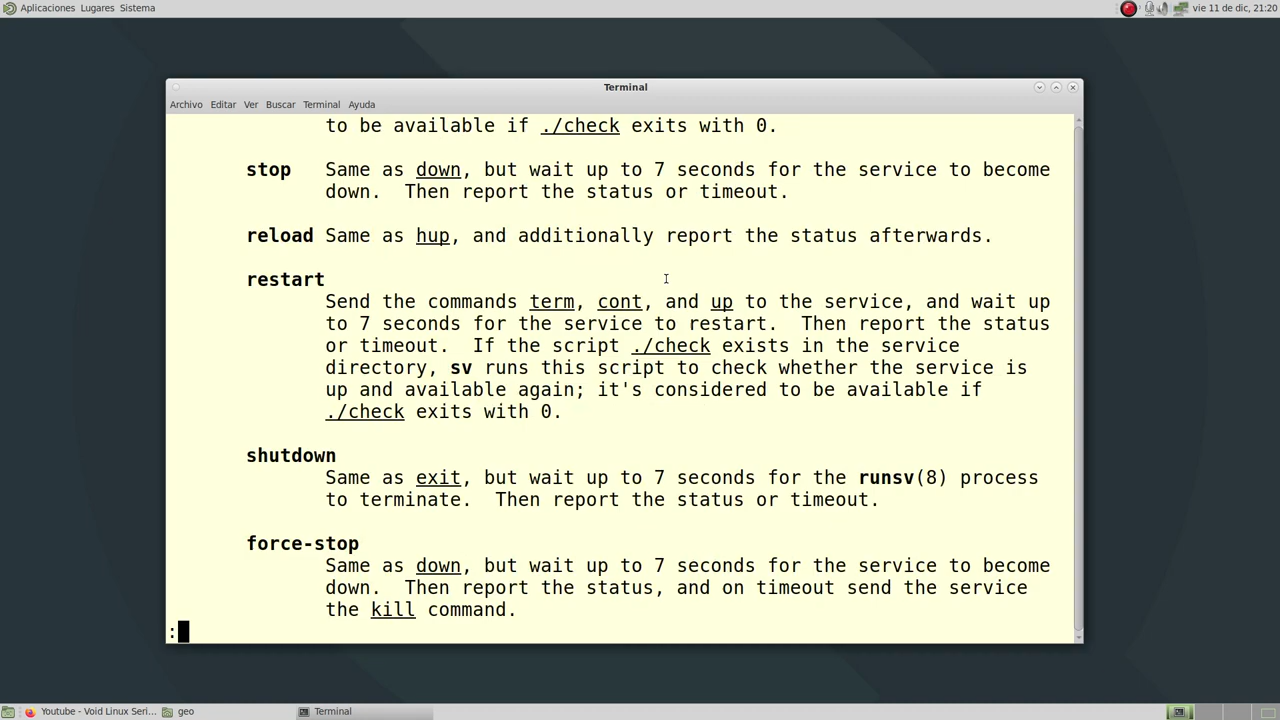 Aplicaciones Lugares Sistema
vie 11 de dic, 21:20
Terminal
Archivo Editar Ver Buscar Terminal Ayuda
to be available if ./check exits with 0.
stop Same as down, but wait up to 7 seconds for the service to become
down. Then report the status or timeout.
reload Same as hup, and additionally report the status afterwards.
restart
Send the commands term, cont, and up to the service, and wait up
to 7 seconds for the service to restart. Then report the status
or timeout. If the script ./check exists in the service
directory, sv runs this script to check whether the service is
up and available again; it's considered to be available if
./check exits with 0.
shutdown
Same as exit, but wait up to 7 seconds for the runsv(8) process
to terminate. Then report the status or timeout.
force-stop
Same as down, but wait up to 7 seconds for the service to become
down. Then report the status, and on timeout send the service
the kill command.
:
Youtube - Void Linux Seri... geo Terminal